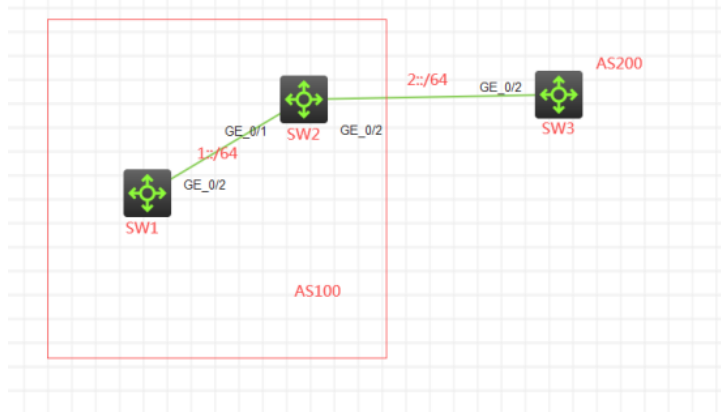 2::/64
GE_0/2
AS200
SW3
GE_0/1
SW2
GE_0/2
1::/64
GE_0/2
SW1
AS100